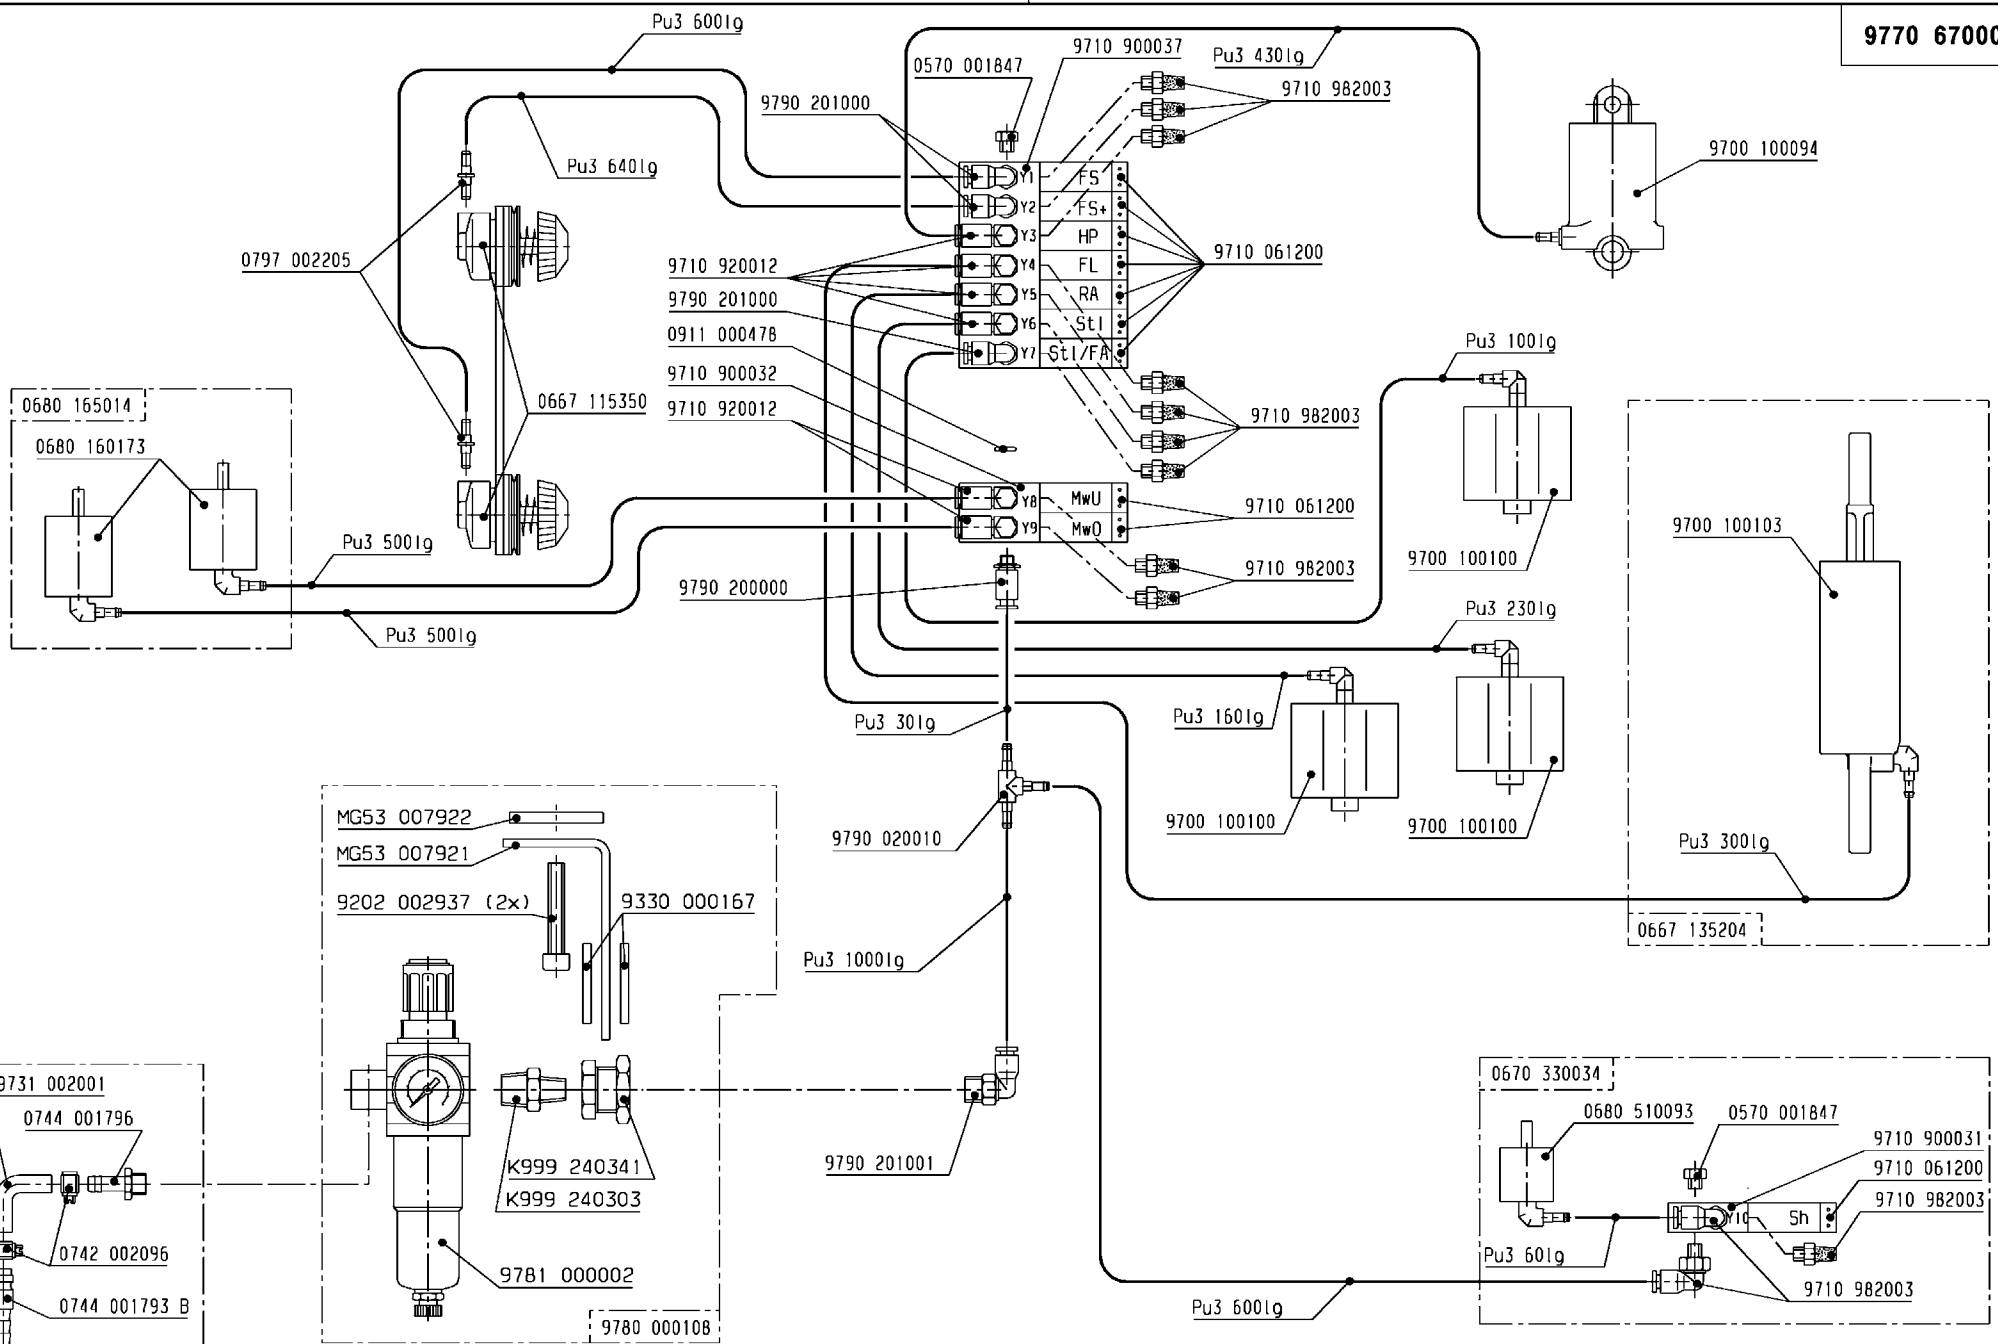 Pu3 600lg
9770 67000
9710 900037
Pu3 430lg
0570 001847
9710 982003
9790 201000
9700 100094
Pu3 640lg
Y1 FS
Y2 FS+
Y3 HP
Y4 FL
Y5 RA
Y6 Stl
Y7 Stl/FA
9710 061200
0797 002205
9710 920012
9790 201000
0911 000478
9710 900032
9710 920012
Pu3 100lg
0680 165014
0667 115350
9710 982003
0680 160173
Y8 MwU
Y9 MwO
9710 061200
9700 100103
Pu3 500lg
9700 100100
9710 982003
9790 200000
Pu3 230lg
Pu3 500lg
Pu3 30lg
Pu3 160lg
MG53 007922
9790 020010
9700 100100
9700 100100
Pu3 300lg
MG53 007921
9202 002937 (2x)
9330 000167
0667 135204
Pu3 1000lg
9731 002001
0670 330034
0744 001796
0680 510093
0570 001847
9710 900031
9790 201001
K999 240341
9710 061200
K999 240303
9710 982003
Y10 Sh
0742 002096
Pu3 60lg
9781 000002
9710 982003
0744 001793 B
Pu3 600lg
9780 000108